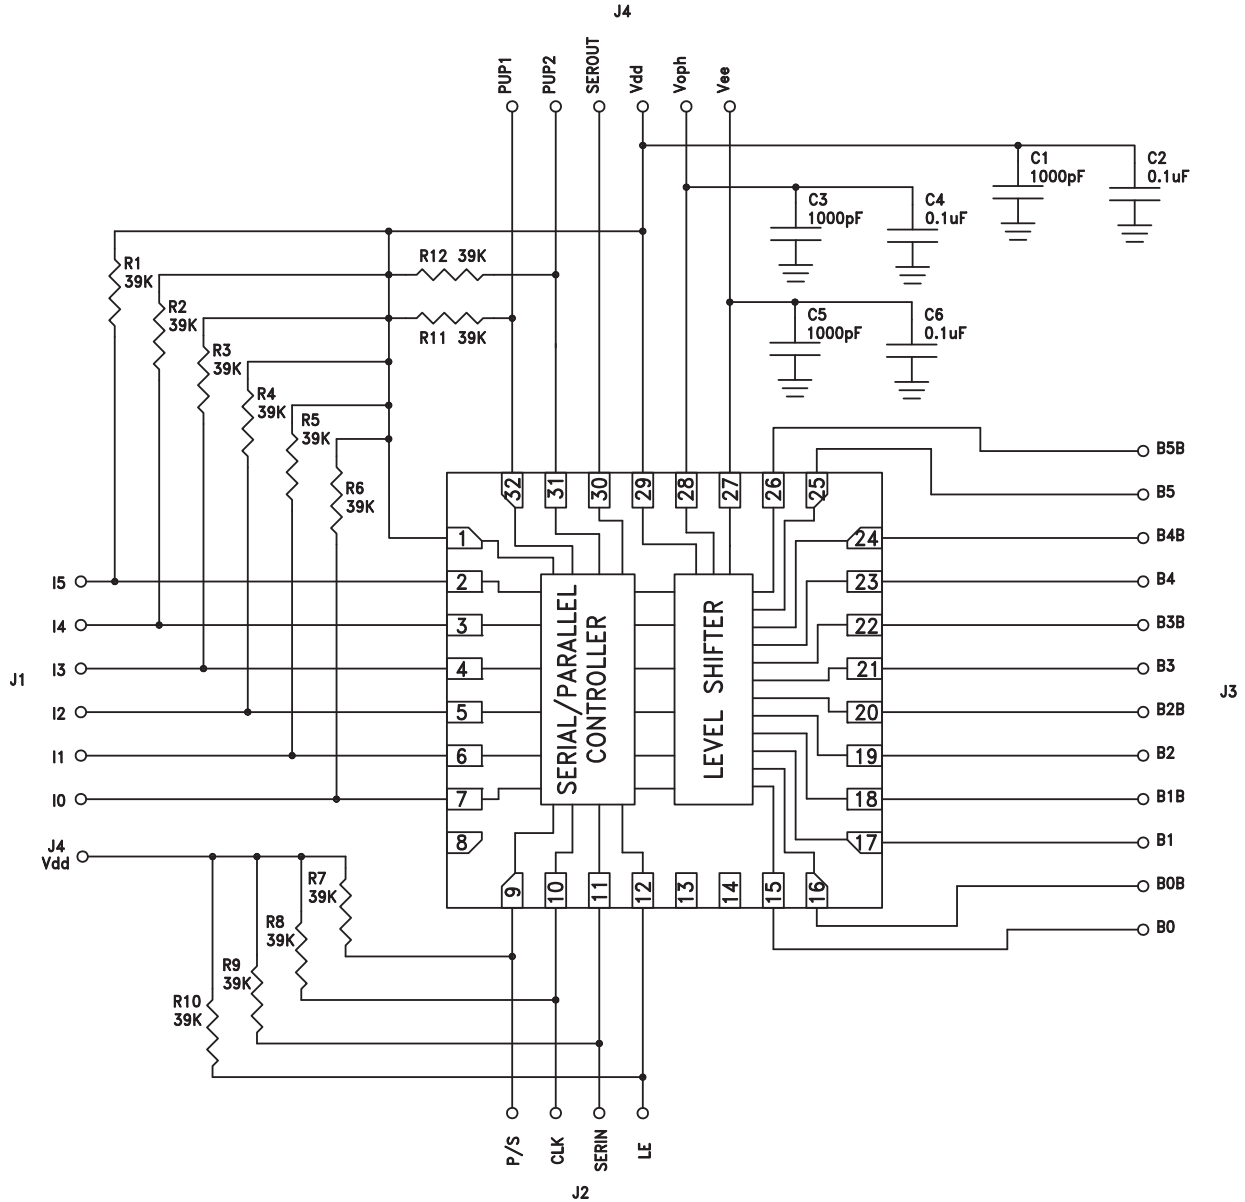 J4
PUP1
PUP2
SEROUT
Vdd
Voph
Vee
C1
1000pF
C2
0.1uF
C3
1000pF
C4
0.1uF
R12 39K
R1
39K
R2
39K
C5
1000pF
C6
0.1uF
R11 39K
R3
39K
R4
39K
R5
39K
R6
39K
B5B
B5
B4B
B4
B3B
B3
B2B
B2
B1B
B1
B0B
B0
J3
32
31
30
29
28
27
26
25
1
2
3
4
5
6
7
8
24
23
22
21
20
19
18
17
SERIAL/PARALLEL
CONTROLLER
LEVEL SHIFTER
I5
I4
I3
J1
I2
I1
I0
J4
Vdd
9
10
11
12
13
14
15
16
R7
39K
R8
39K
R9
39K
R10
39K
P/S
CLK
SERIN
LE
J2